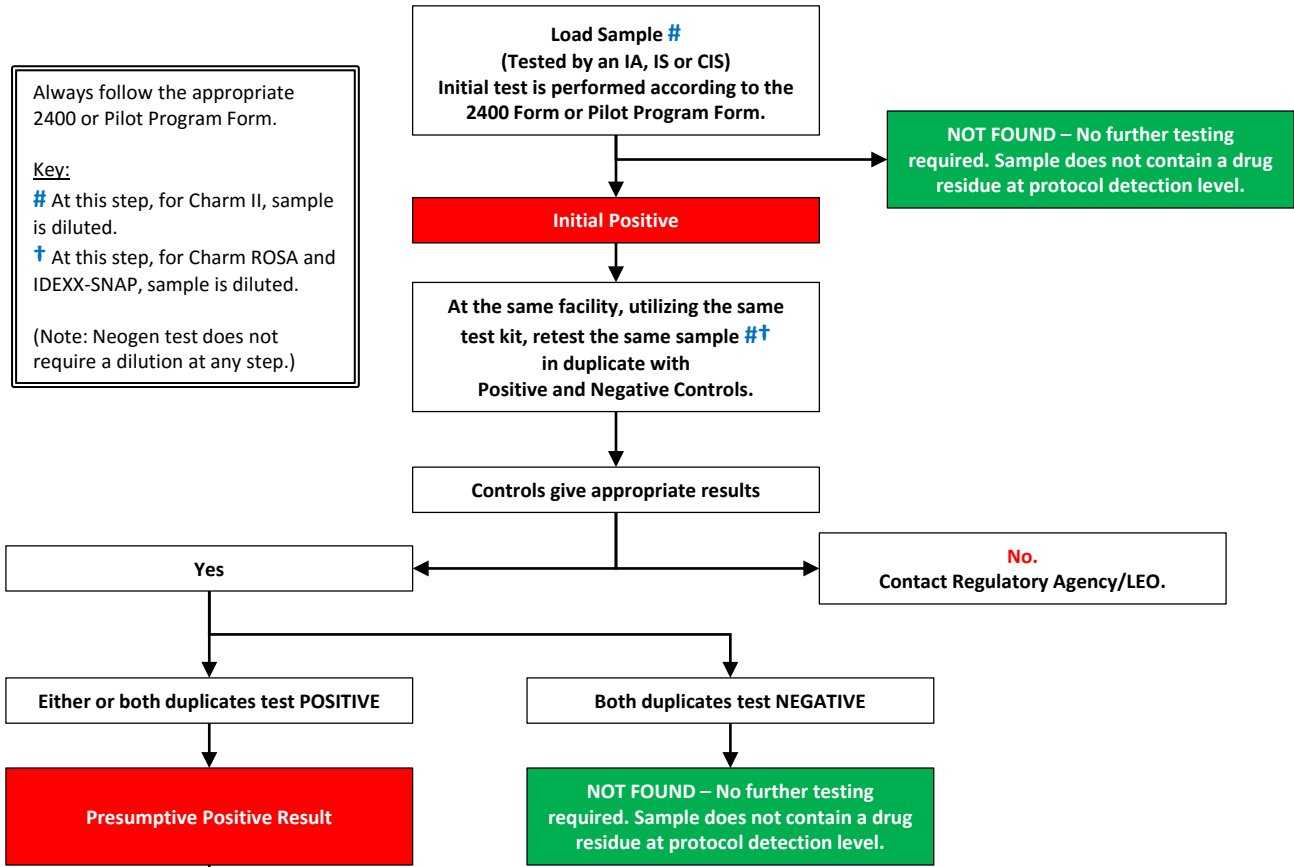 Load Sample #
(Tested by an IA, IS or CIS)
Initial test is performed according to the
2400 Form or Pilot Program Form.
Always follow the appropriate
2400 or Pilot Program Form.
Key:
# At this step, for Charm II, sample
is diluted.
† At this step, for Charm ROSA and
IDEXX-SNAP, sample is diluted.
(Note: Neogen test does not
require a dilution at any step.)
NOT FOUND – No further testing
required. Sample does not contain a drug
residue at protocol detection level.
Initial Positive
At the same facility, utilizing the same
test kit, retest the same sample #†
in duplicate with
Positive and Negative Controls.
Controls give appropriate results
Yes
No.
Contact Regulatory Agency/LEO.
Either or both duplicates test POSITIVE
Both duplicates test NEGATIVE
Presumptive Positive Result
NOT FOUND – No further testing
required. Sample does not contain a drug
residue at protocol detection level.